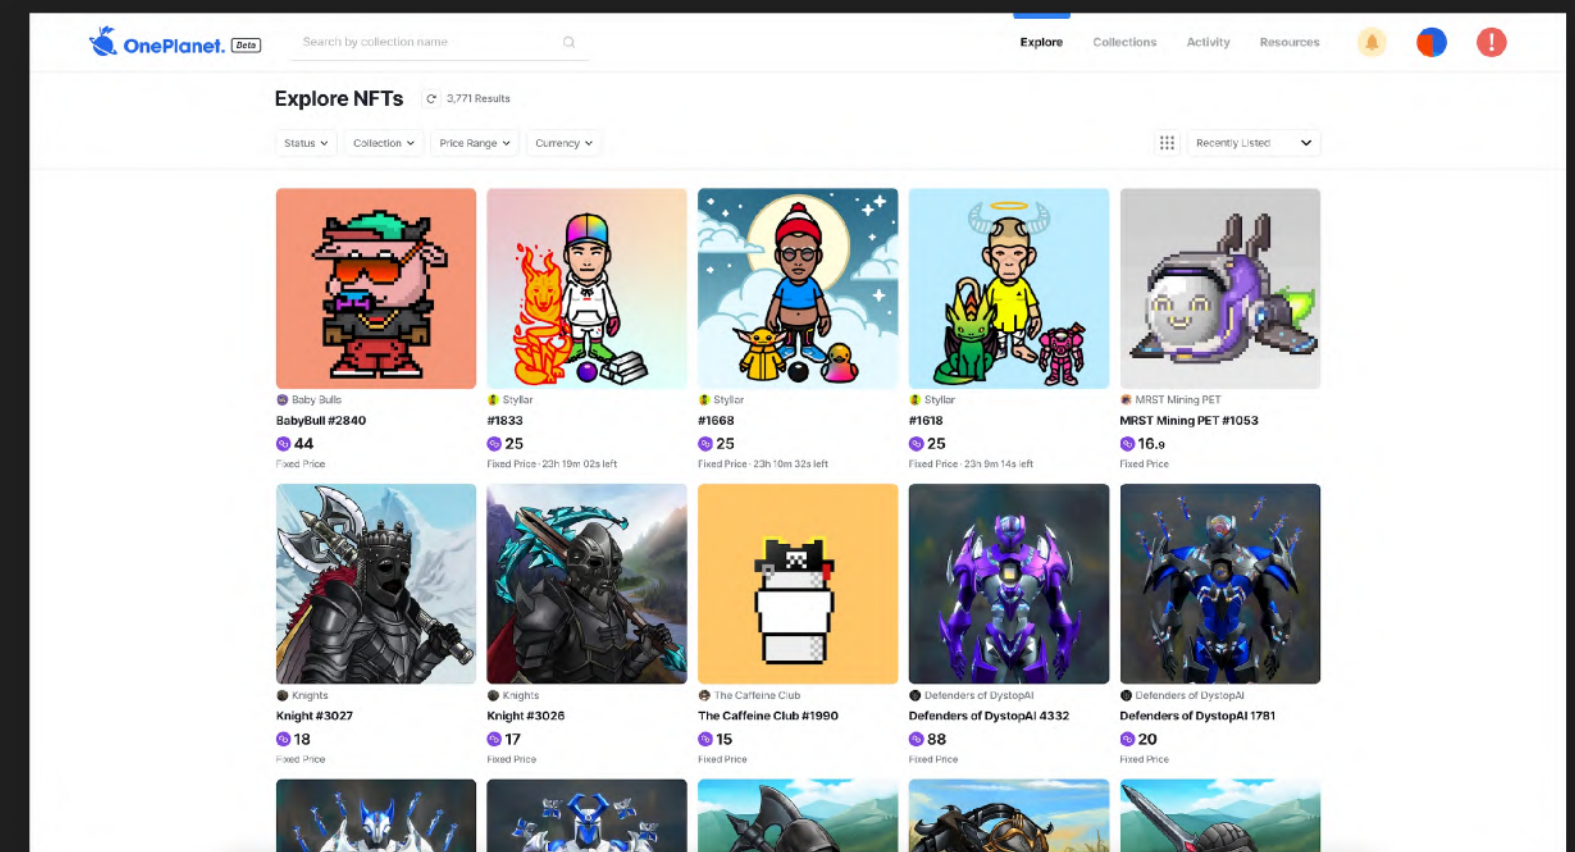 OnePlanet. Beta
Search by collection name
Explore
Collections
Activity
Resources
Explore NFTs
3,771 Results
Status
Collection
Price Range
Currency
Recently Listed
Baby Bulls
BabyBull #2840
44
Fixed Price
Styllar
#1833
25
Fixed Price · 23h 19m 02s left
Styllar
#1668
25
Fixed Price · 23h 10m 32s left
Styllar
#1618
25
Fixed Price · 23h 9m 14s left
MRST Mining PET
MRST Mining PET #1053
16.9
Fixed Price
Knights
Knight #3027
18
Fixed Price
Knights
Knight #3026
17
Fixed Price
The Caffeine Club
The Caffeine Club #1990
15
Fixed Price
Defenders of DystopAI
Defenders of DystopAI 4332
88
Fixed Price
Defenders of DystopAI
Defenders of DystopAI 1781
20
Fixed Price